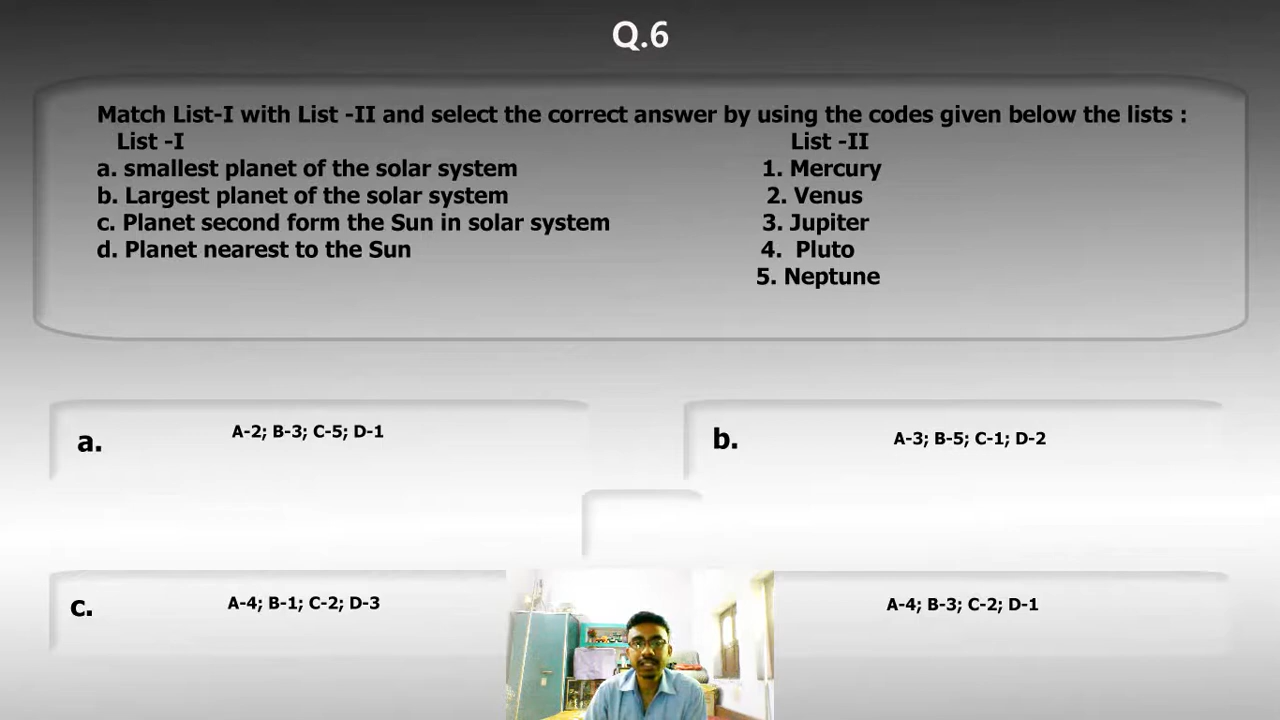 Q.6
Match List-I with List -II and select the correct answer by using the codes given below the lists :
List -I
List -II
a. smallest planet of the solar system
1. Mercury
b. Largest planet of the solar system
2. Venus
c. Planet second form the Sun in solar system
3. Jupiter
d. Planet nearest to the Sun
4. Pluto
5. Neptune
a.
A-2; B-3; C-5; D-1
b.
A-3; B-5; C-1; D-2
c.
A-4; B-1; C-2; D-3
A-4; B-3; C-2; D-1